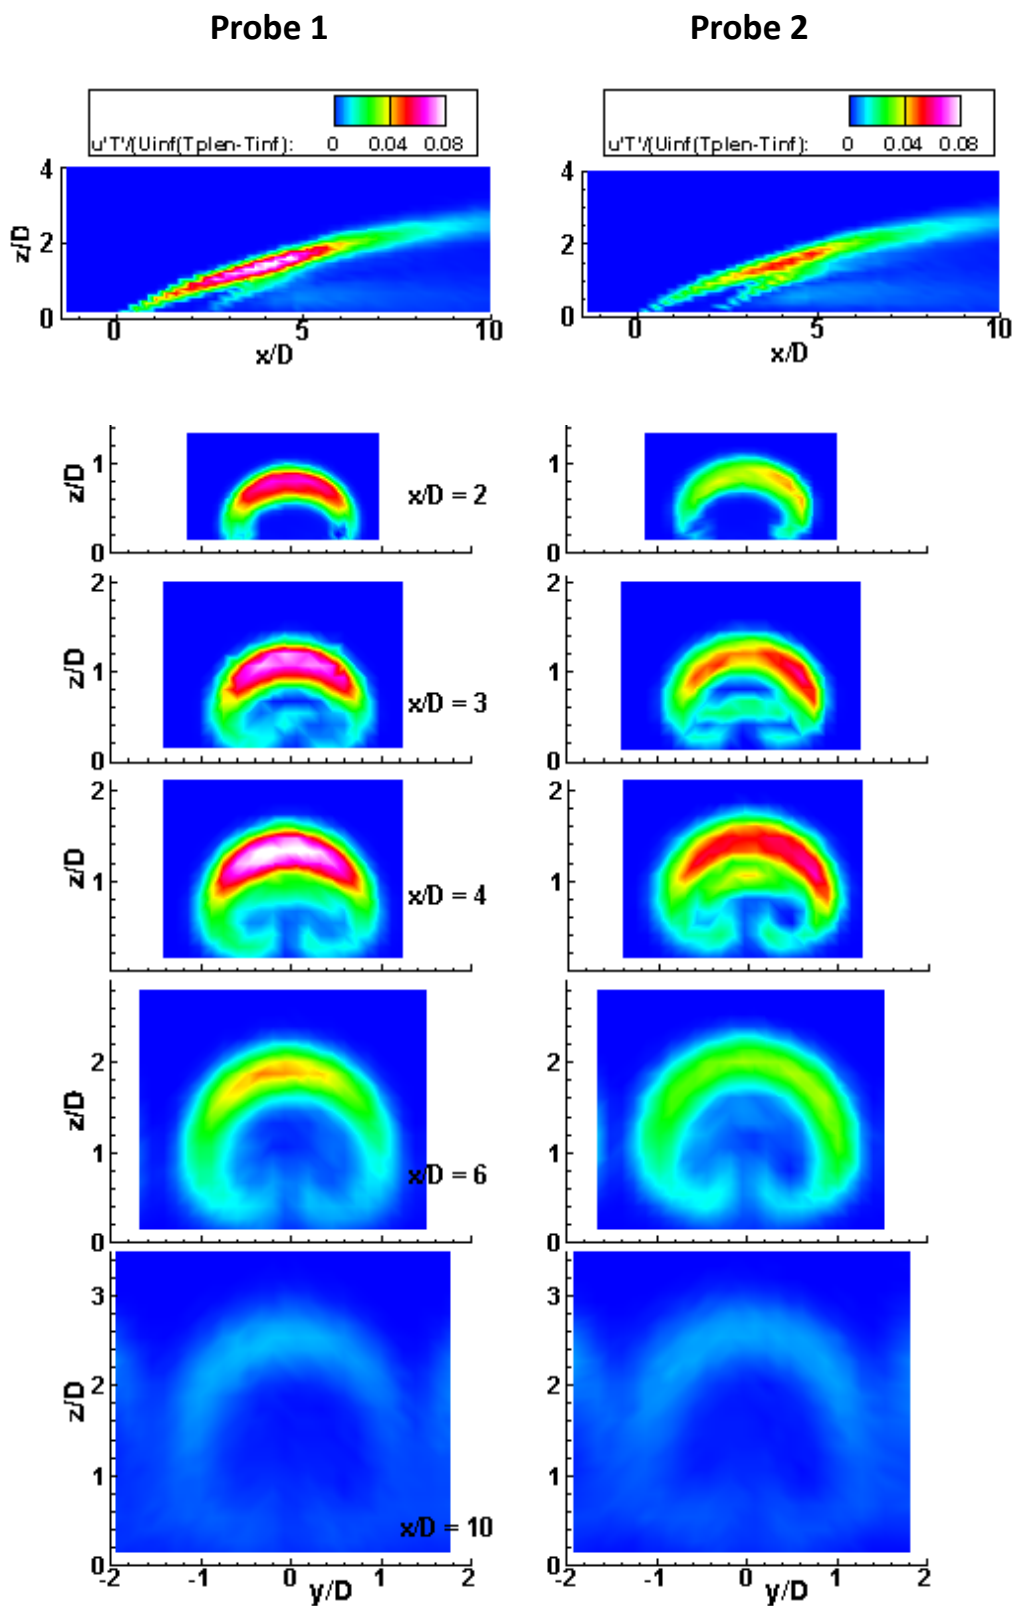 Probe 1 Probe 2
u'T'/(Uinf(Tplen-Tinf): 0 0.04 0.08 u'T'/(Uinf(Tplen-Tinf): 0 0.04 0.08
4 4
z/D 2 2
0 0
0 5 10 0 5 10
x/D x/D
z/D 1 x/D = 2 1
0 0
2 2
z/D 1 x/D = 3 1
0 0
2 2
z/D 1 x/D = 4 1
2 2
z/D 1 x/D = 6 1
0 0
3 3
z/D 2 2
1 1
x/D = 10
0 0
-2 -1 0 1 2 -2 -1 0 1 2
y/D y/D